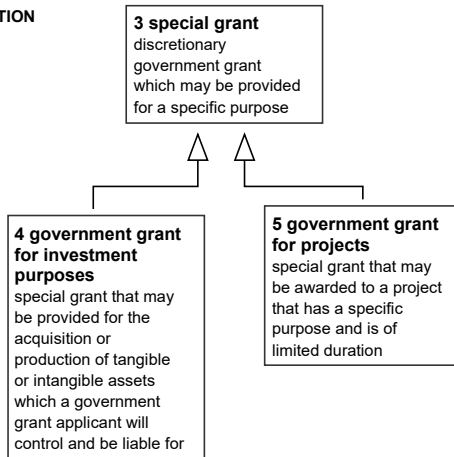 TION
3 special grant
discretionary
government grant
which may be provided
for a specific purpose
4 government grant
for investment
purposes
special grant that may
be provided for the
acquisition or
production of tangible
or intangible assets
which a government
grant applicant will
control and be liable for
5 government grant
for projects
special grant that may
be awarded to a project
that has a specific
purpose and is of
limited duration